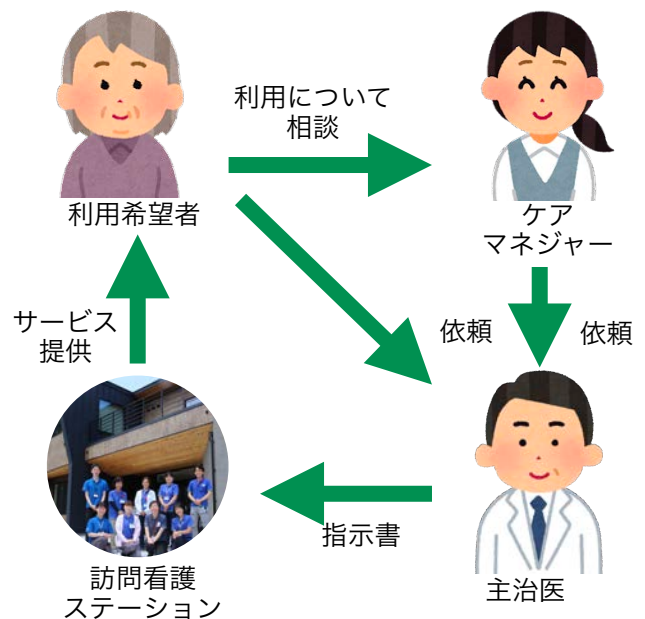 利用について
相談
利用希望者
ケア
マネジャー
サービス
提供
依頼
依頼
指示書
訪問看護
ステーション
主治医